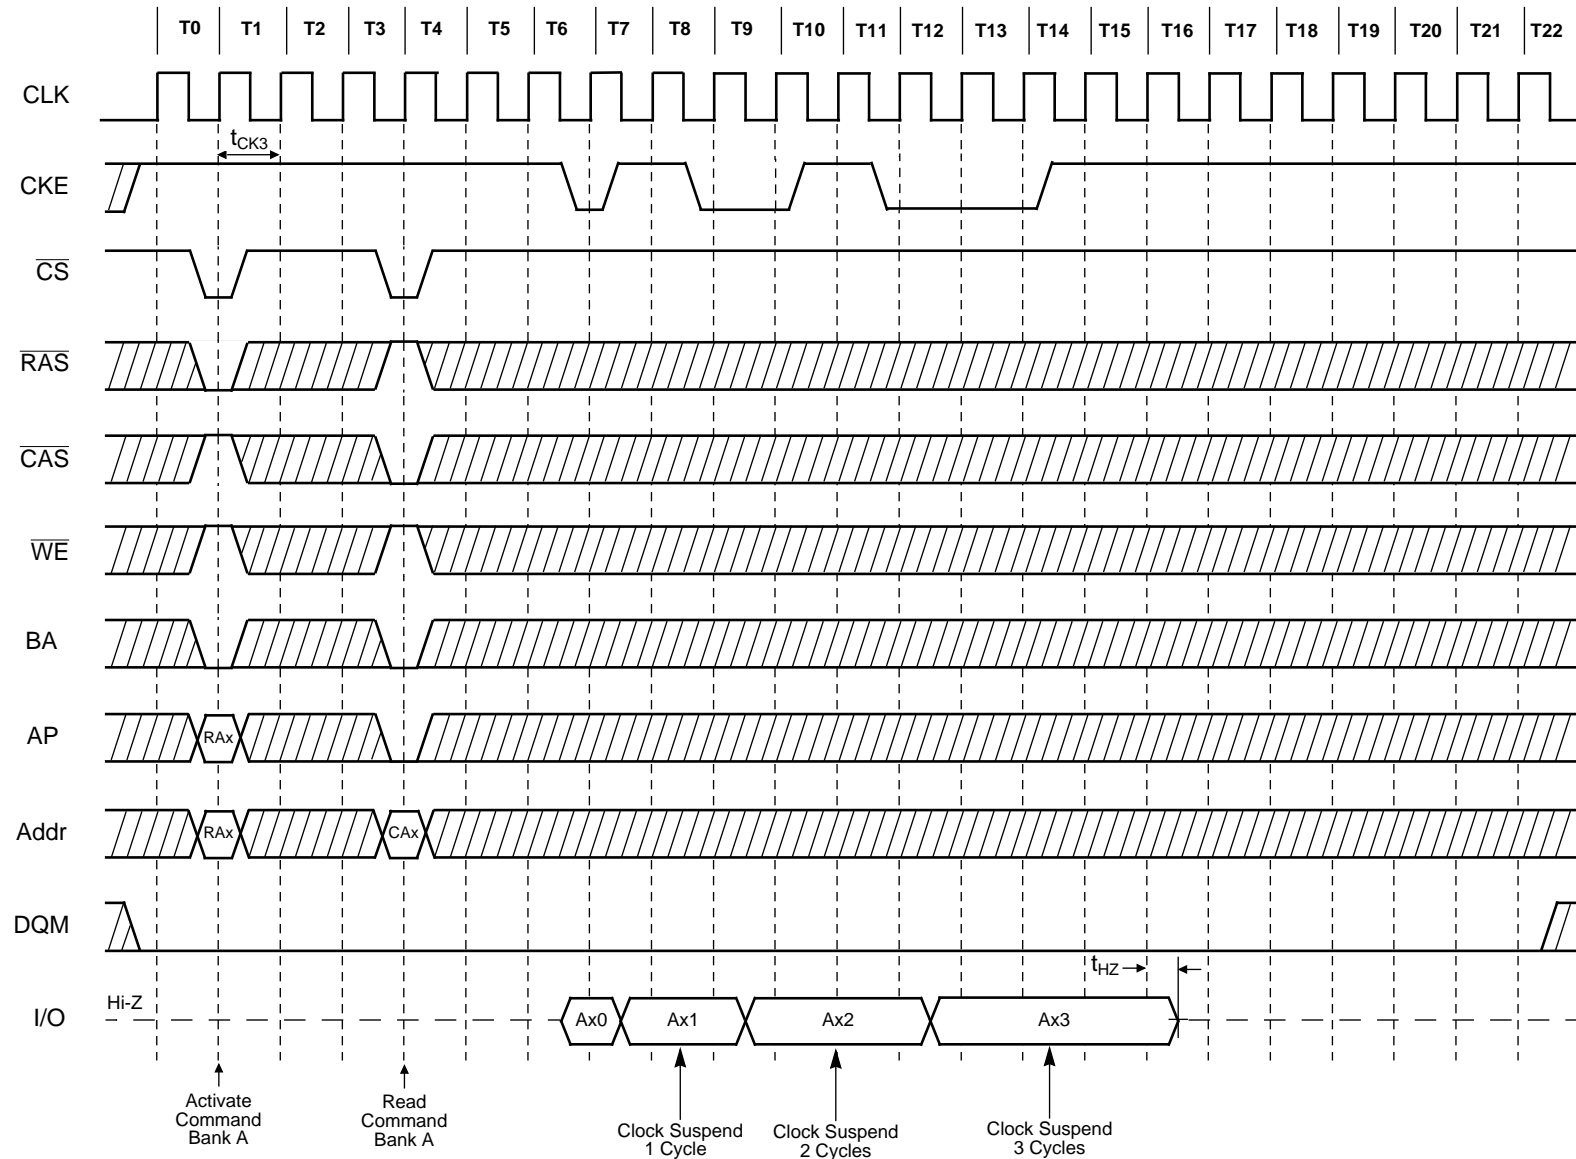 T0 T1 T2 T3 T4 T5 T6 T7 T8 T9 T10 T11 T12 T13 T14 T15 T16 T17 T18 T19 T20 T21 T22
CLK
tCK3
CKE
CS
RAS
CAS
WE
BA
AP
RAx
Addr
RAx CAx
DQM
tHZ
Hi-Z
I/O
Ax0 Ax1 Ax2 Ax3
Activate
Command
Bank A
Read
Command
Bank A
Clock Suspend
1 Cycle
Clock Suspend
2 Cycles
Clock Suspend
3 Cycles